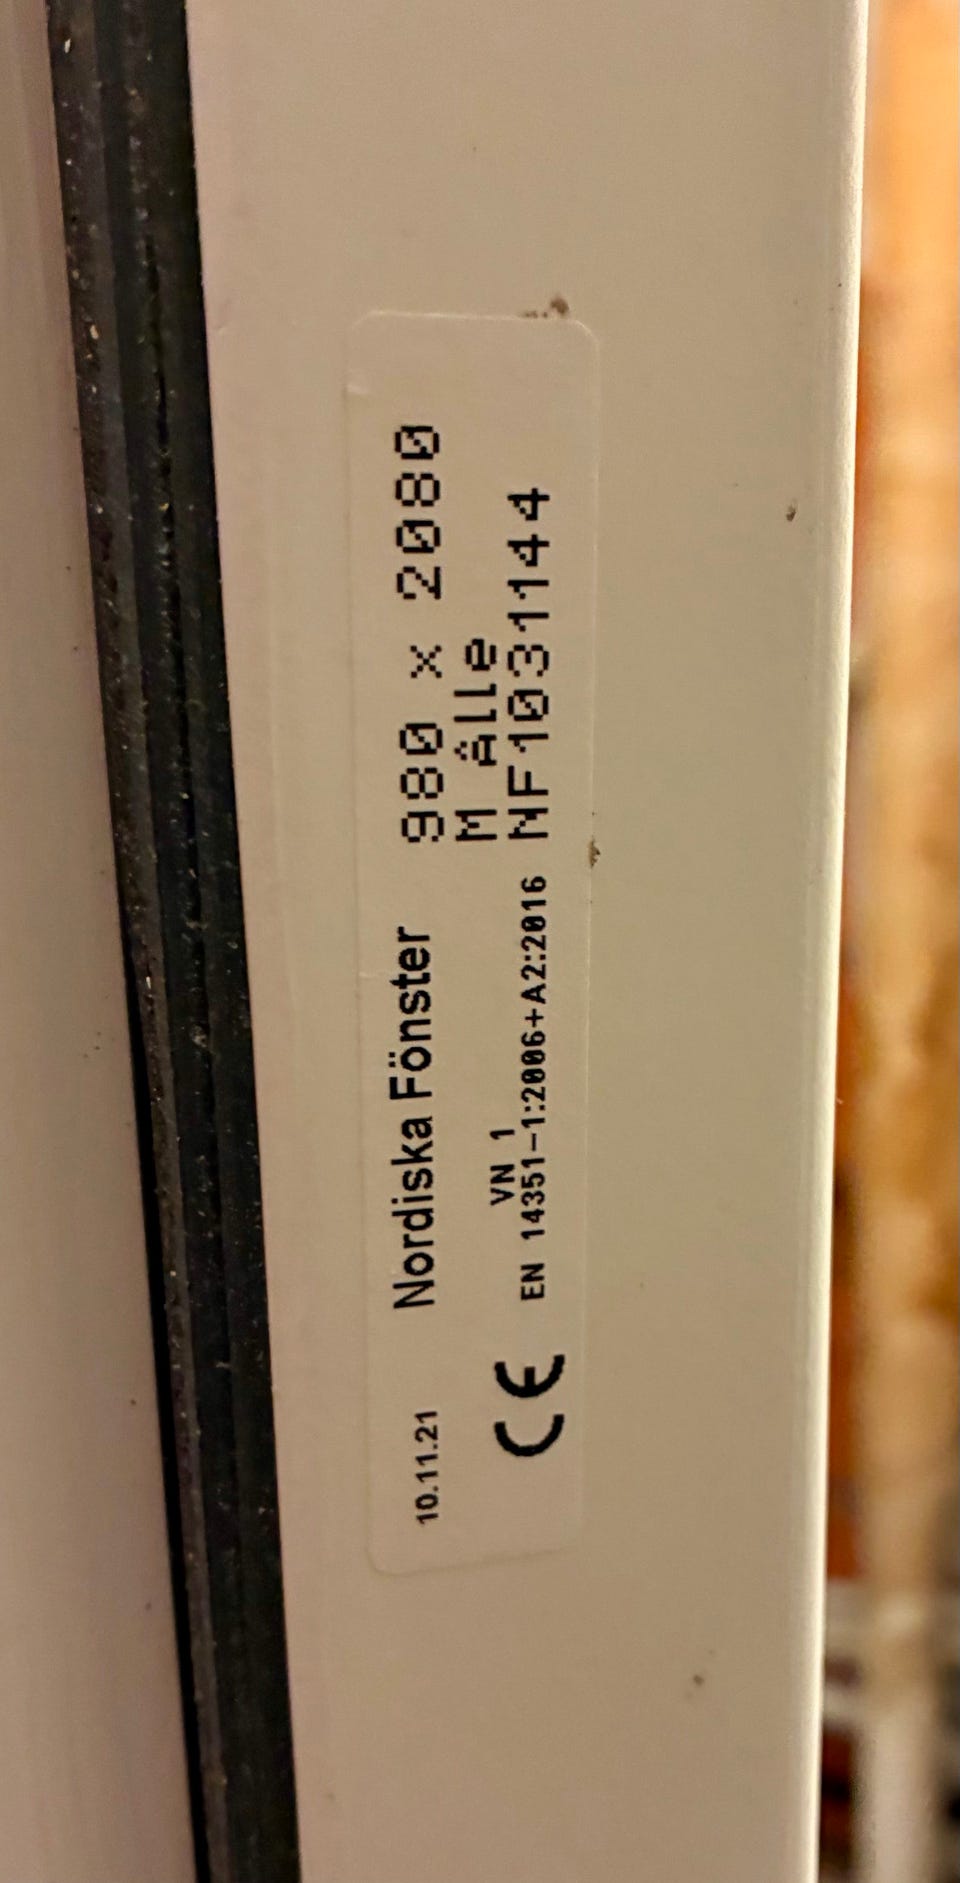 10.11.21 Nordiska Fönster 980 x 2080
M Ålle
VN 1
CE EN 14351-1:2006+A2:2016 NF1031144